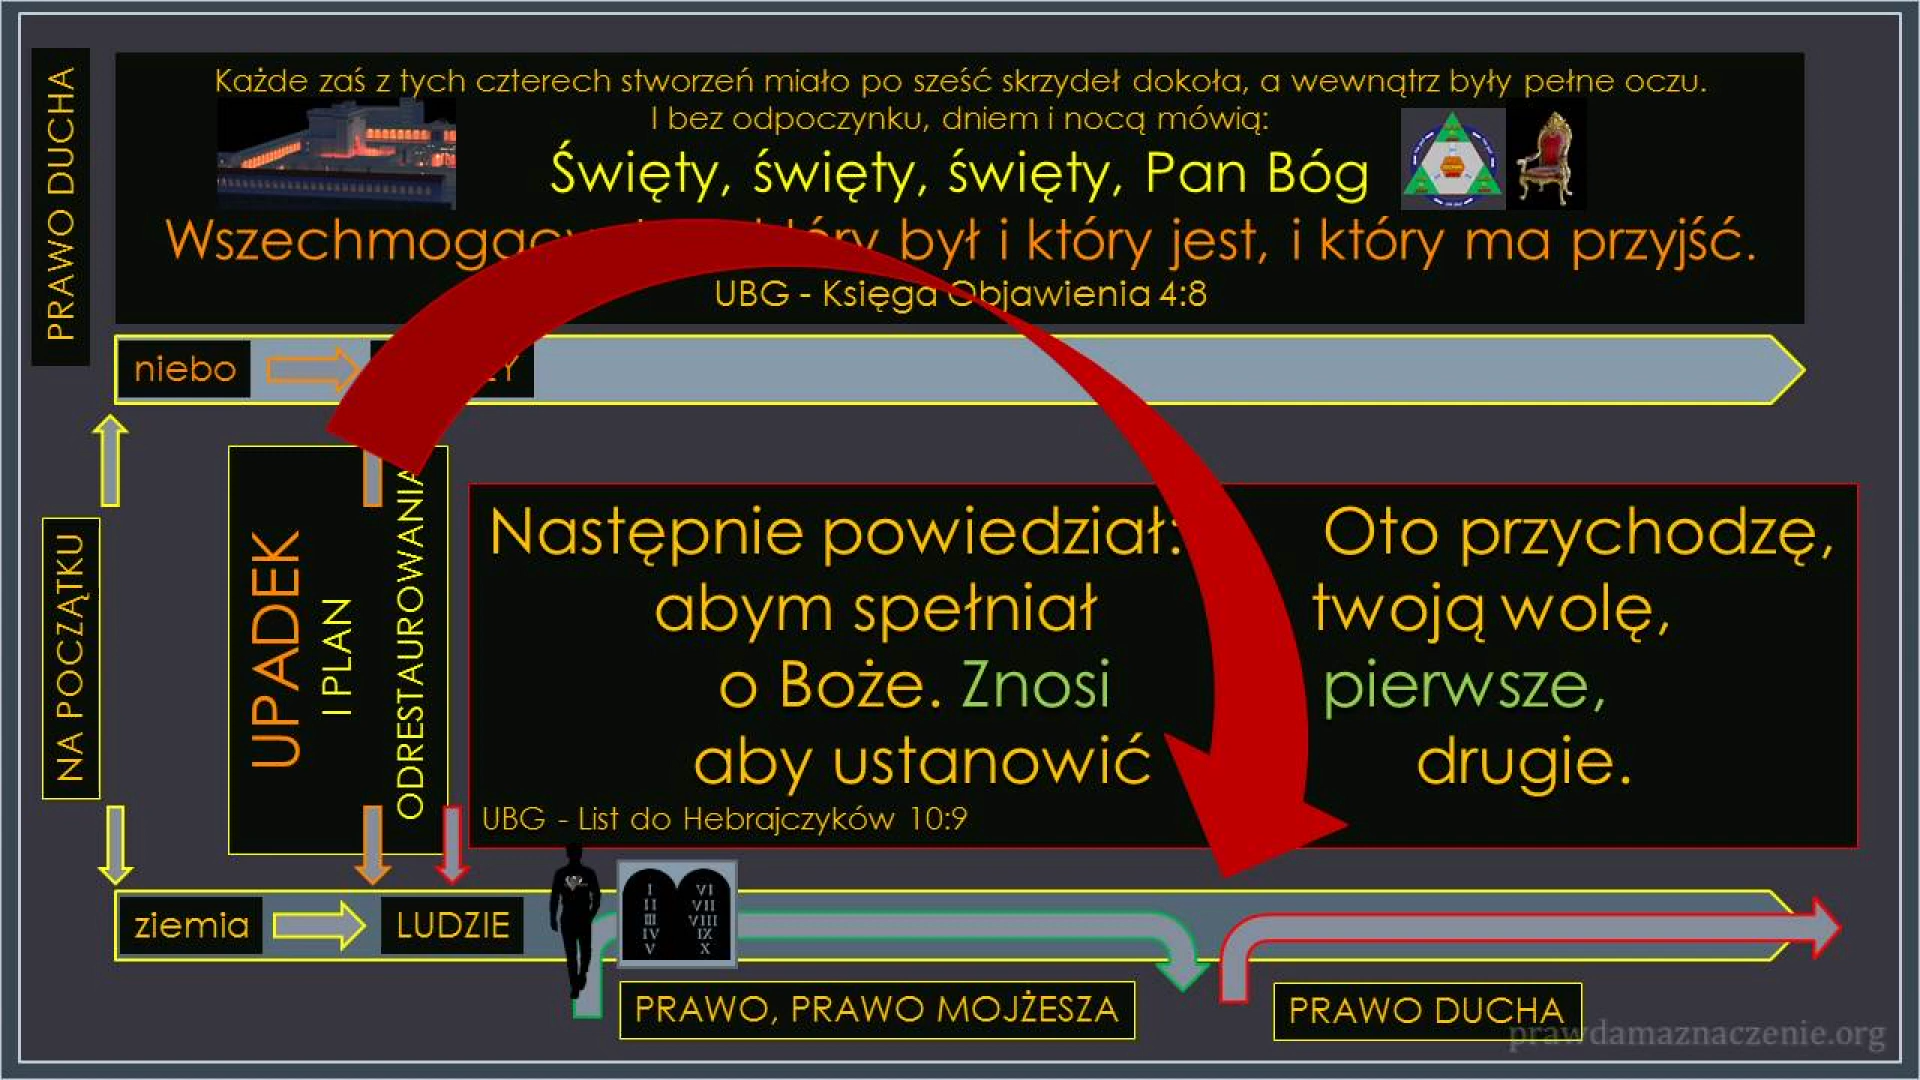 PRAWO DUCHA
Każde zaś z tych czterech stworzeń miało po sześć skrzydeł dokoła, a wewnątrz były pełne oczu.
I bez odpoczynku, dniem i nocą mówią:
Święty, święty, święty, Pan Bóg
był i który jest, i który ma przyjść.
UBG - Księga Objawienia 4:8
niebo
NA POCZĄTKU
UPADEK
I PLAN
ODRESTAUROWANIA
Następnie powiedział: Oto przychodzę,
abym spełniał twoją wolę,
o Boże. Znosi pierwsze,
aby ustanowić drugie.
UBG - List do Hebrajczyków 10:9
ziemia
LUDZIE
I VI
II VII
III VIII
IV IX
V X
PRAWO, PRAWO MOJŻESZA
PRAWO DUCHA
prawdamaznaczenie.org